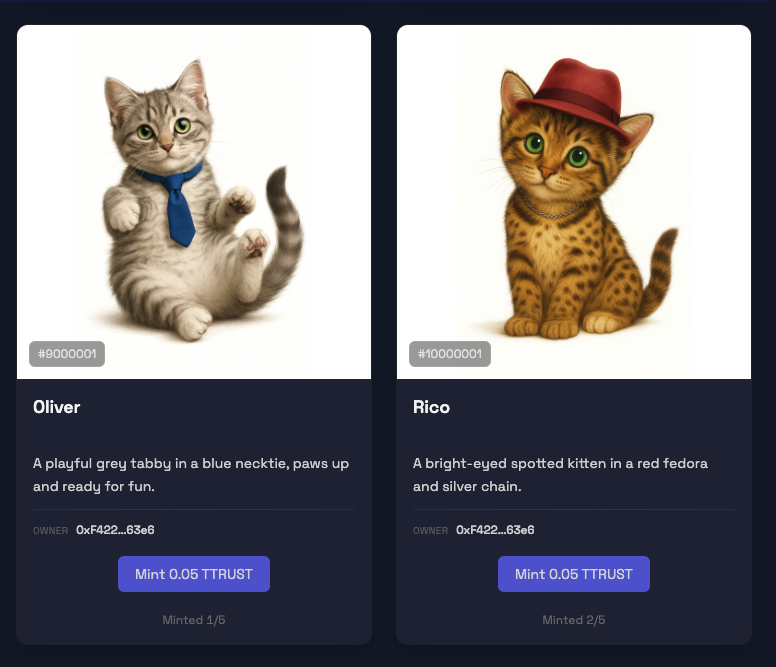 #9000001
Oliver
A playful grey tabby in a blue necktie, paws up
and ready for fun.
OWNER 0xF422...63e6
Mint 0.05 TTRUST
Minted 1/5
#10000001
Rico
A bright-eyed spotted kitten in a red fedora
and silver chain.
OWNER 0xF422...63e6
Mint 0.05 TTRUST
Minted 2/5